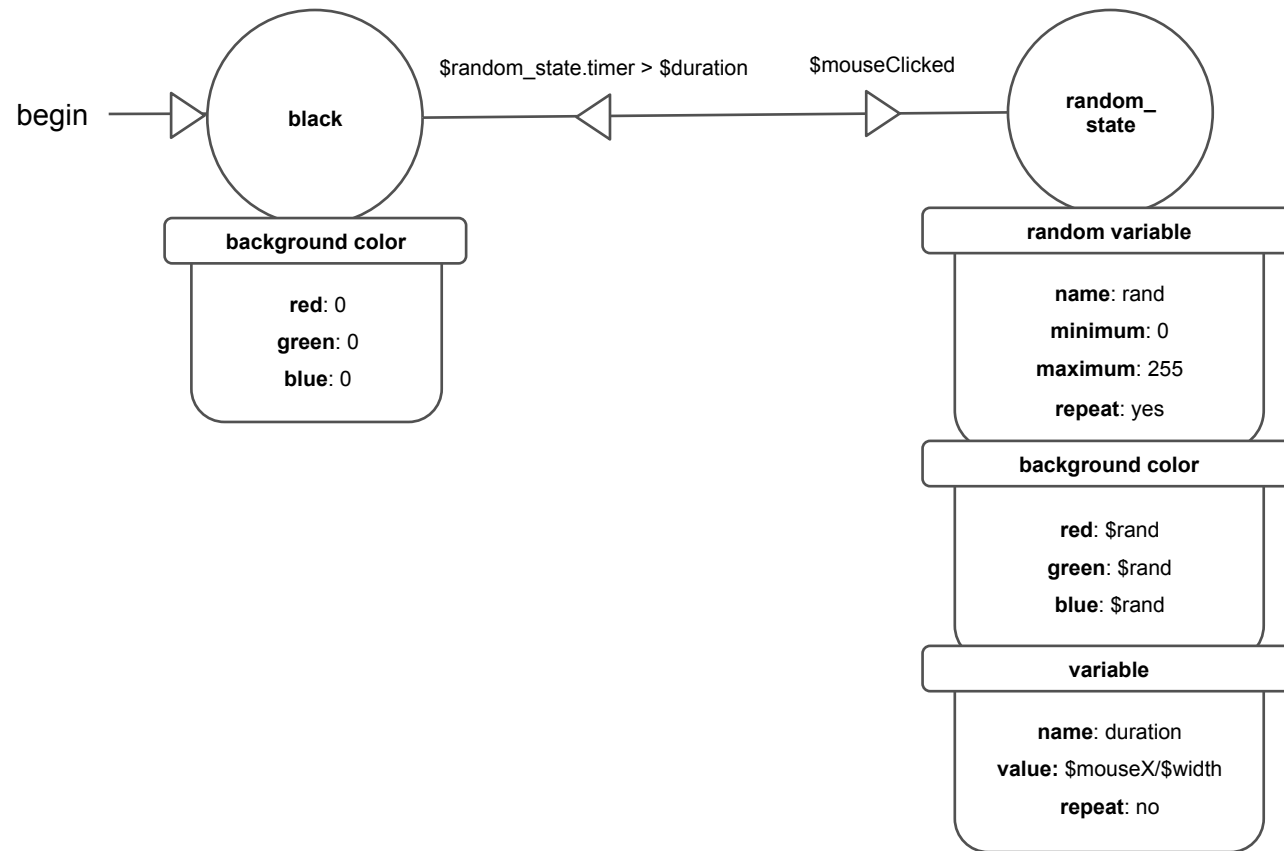 $random_state.timer > $duration
$mouseClicked
begin
black
random_
state
background color
red: 0
green: 0
blue: 0
random variable
name: rand
minimum: 0
maximum: 255
repeat: yes
background color
red: $rand
green: $rand
blue: $rand
variable
name: duration
value: $mouseX/$width
repeat: no